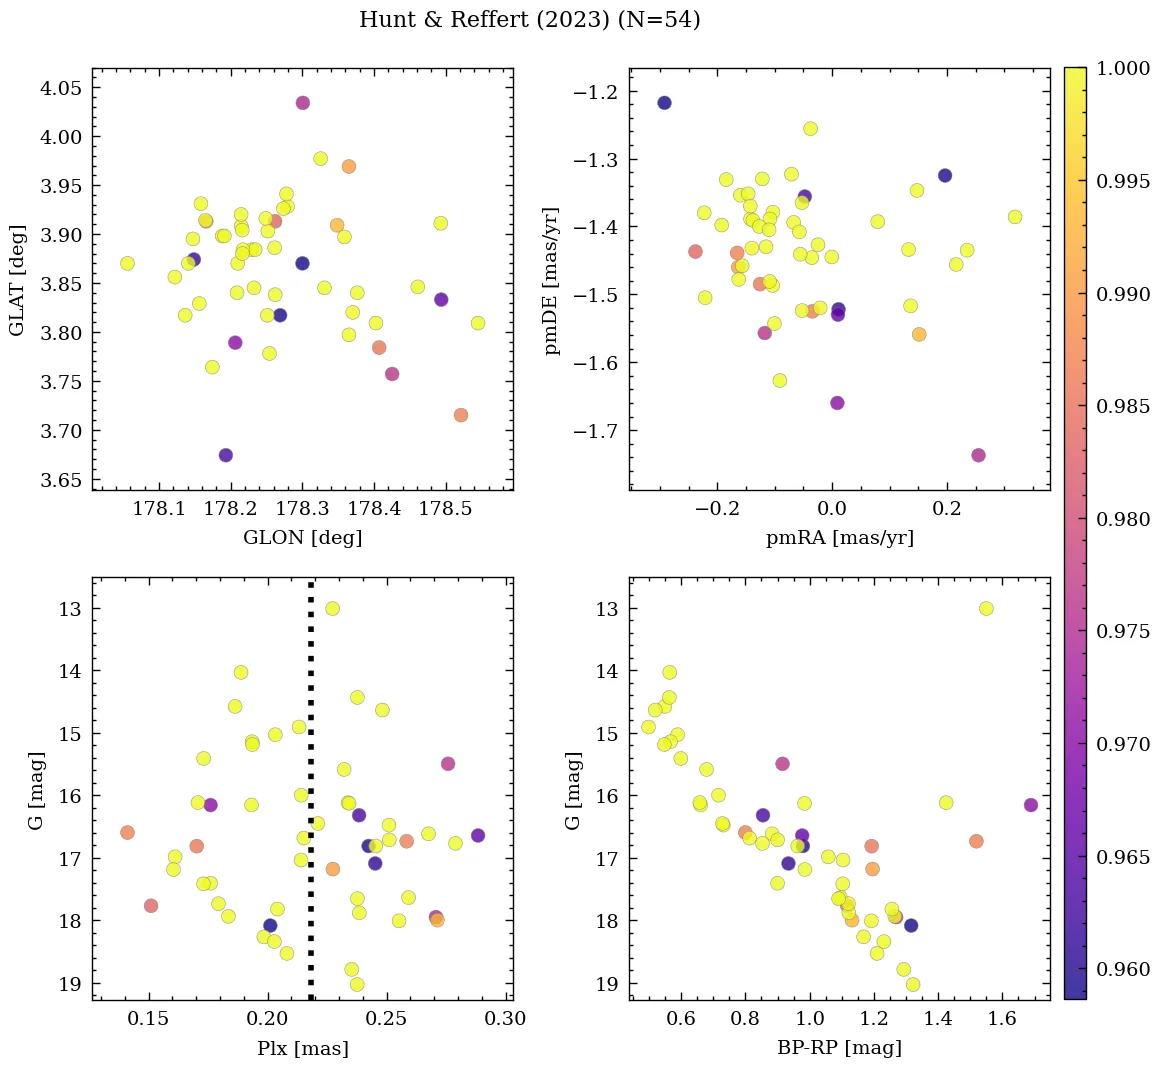 Hunt & Reffert (2023) (N=54)
4.05
4.00
3.95
3.90
3.85
3.80
3.75
3.70
3.65
GLAT [deg]
178.1 178.2 178.3 178.4 178.5
GLON [deg]
−1.2
−1.3
−1.4
−1.5
−1.6
−1.7
pmDE [mas/yr]
−0.2 0.0 0.2
pmRA [mas/yr]
13
14
15
16
17
18
19
G [mag]
0.15 0.20 0.25 0.30
Plx [mas]
13
14
15
16
17
18
19
G [mag]
0.6 0.8 1.0 1.2 1.4 1.6
BP-RP [mag]
1.000
0.995
0.990
0.985
0.980
0.975
0.970
0.965
0.960